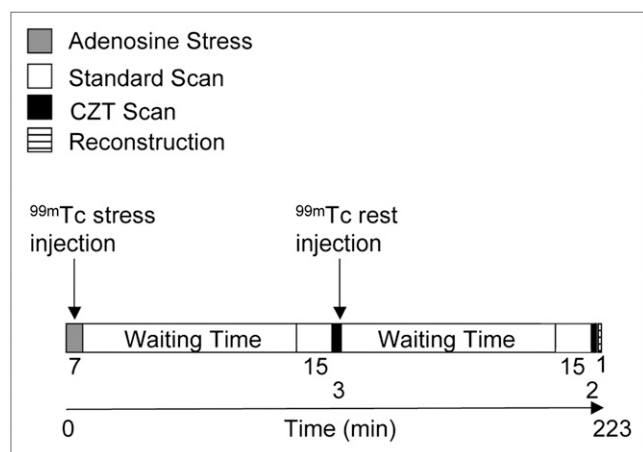 Adenosine Stress
Standard Scan
CZT Scan
Reconstruction
⁹⁹ᵐTc stress
injection
⁹⁹ᵐTc rest
injection
Waiting Time
Waiting Time
7
15
3
15
2
1
0
Time (min)
223